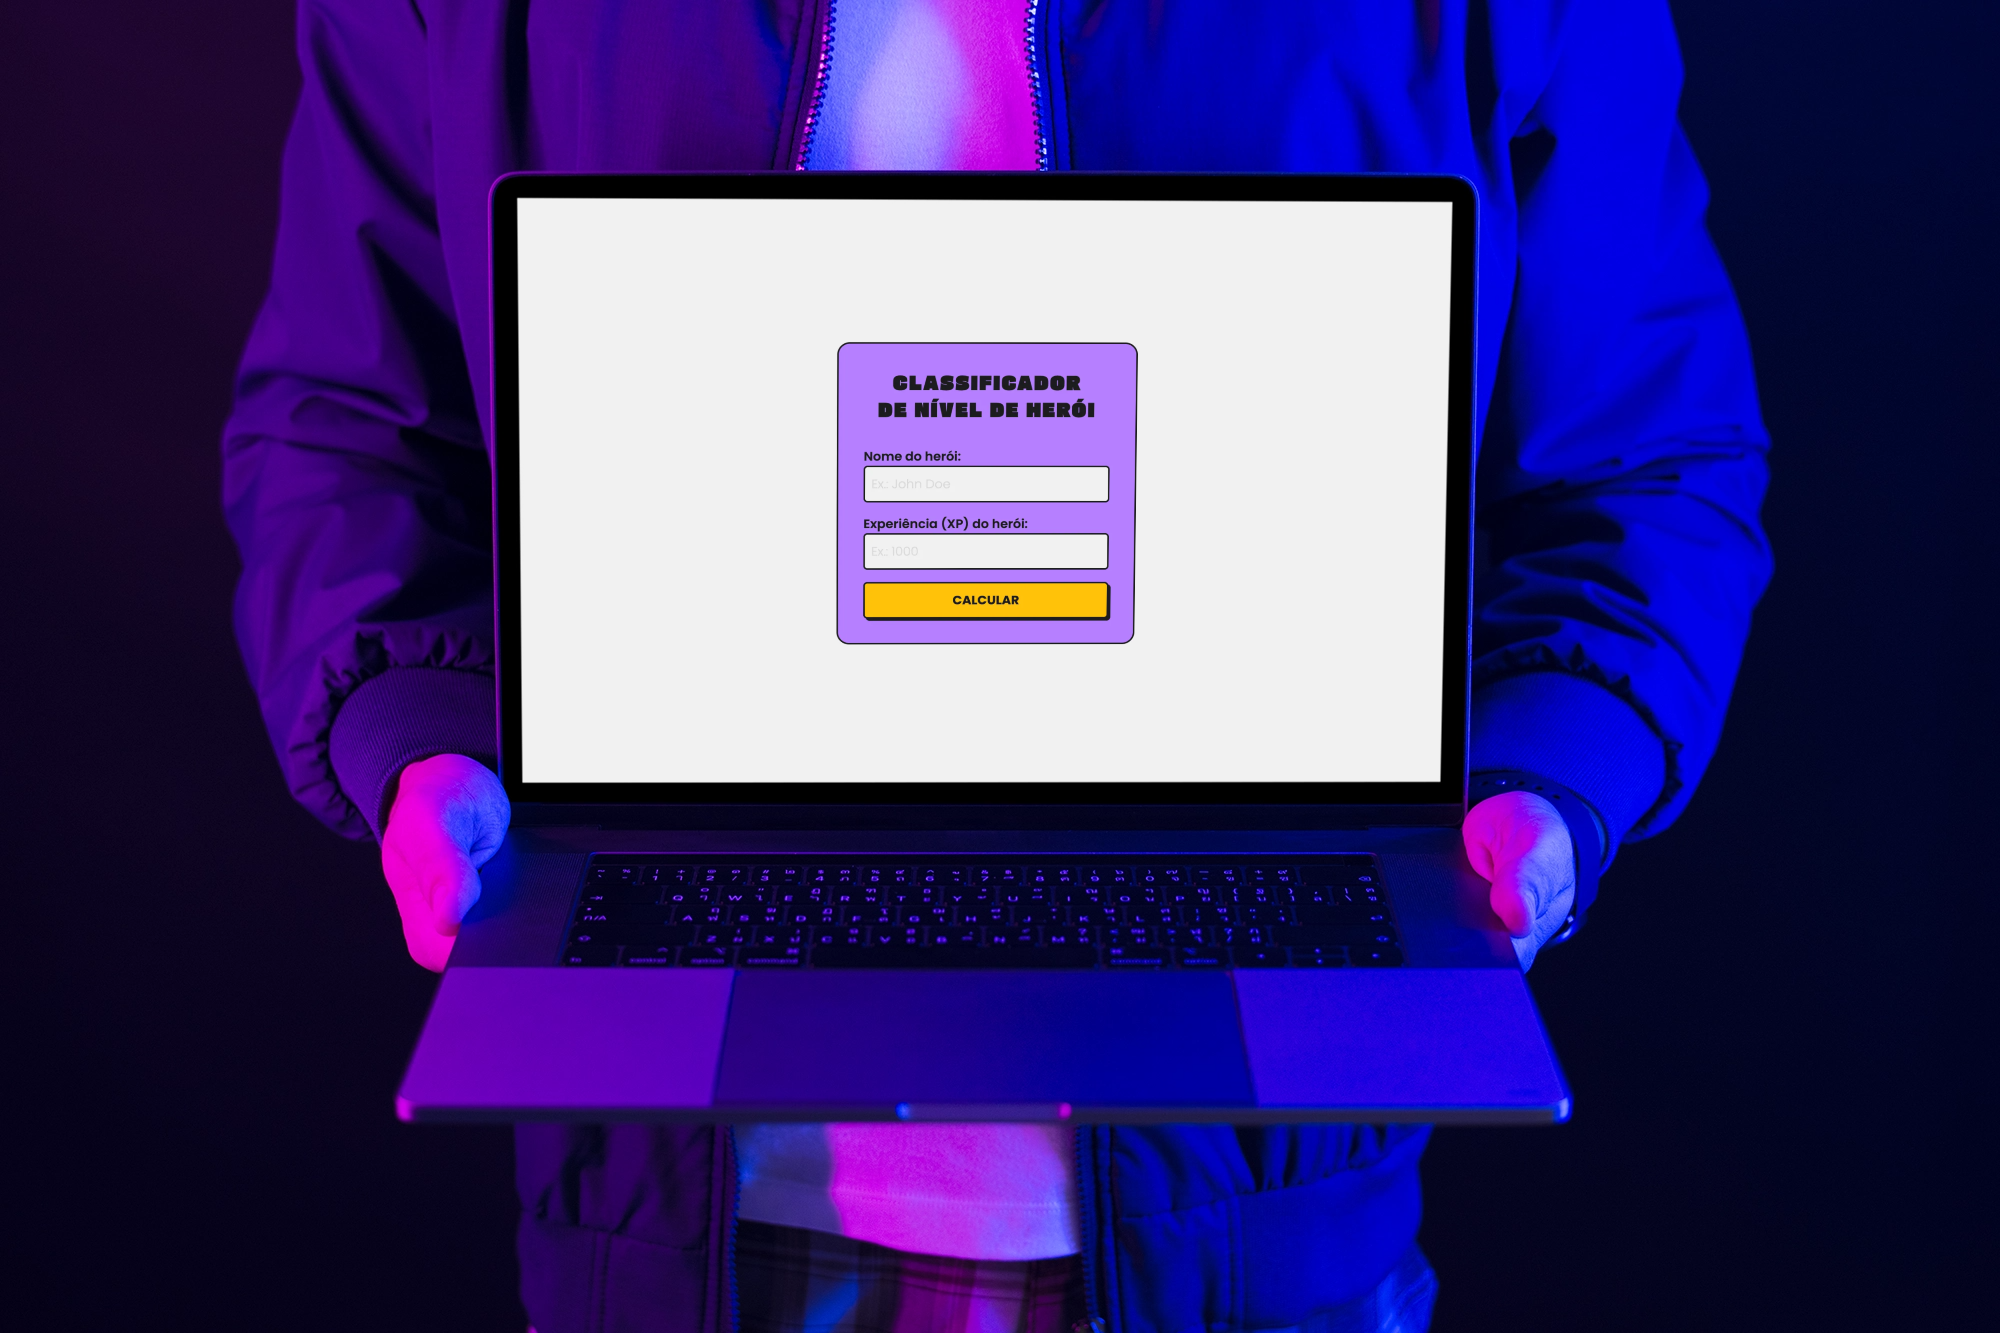 CLASSIFICADOR
DE NÍVEL DE HERÓI
Nome do herói:
Ex.: John Doe
Experiência (XP) do herói:
Ex.: 1000
CALCULAR